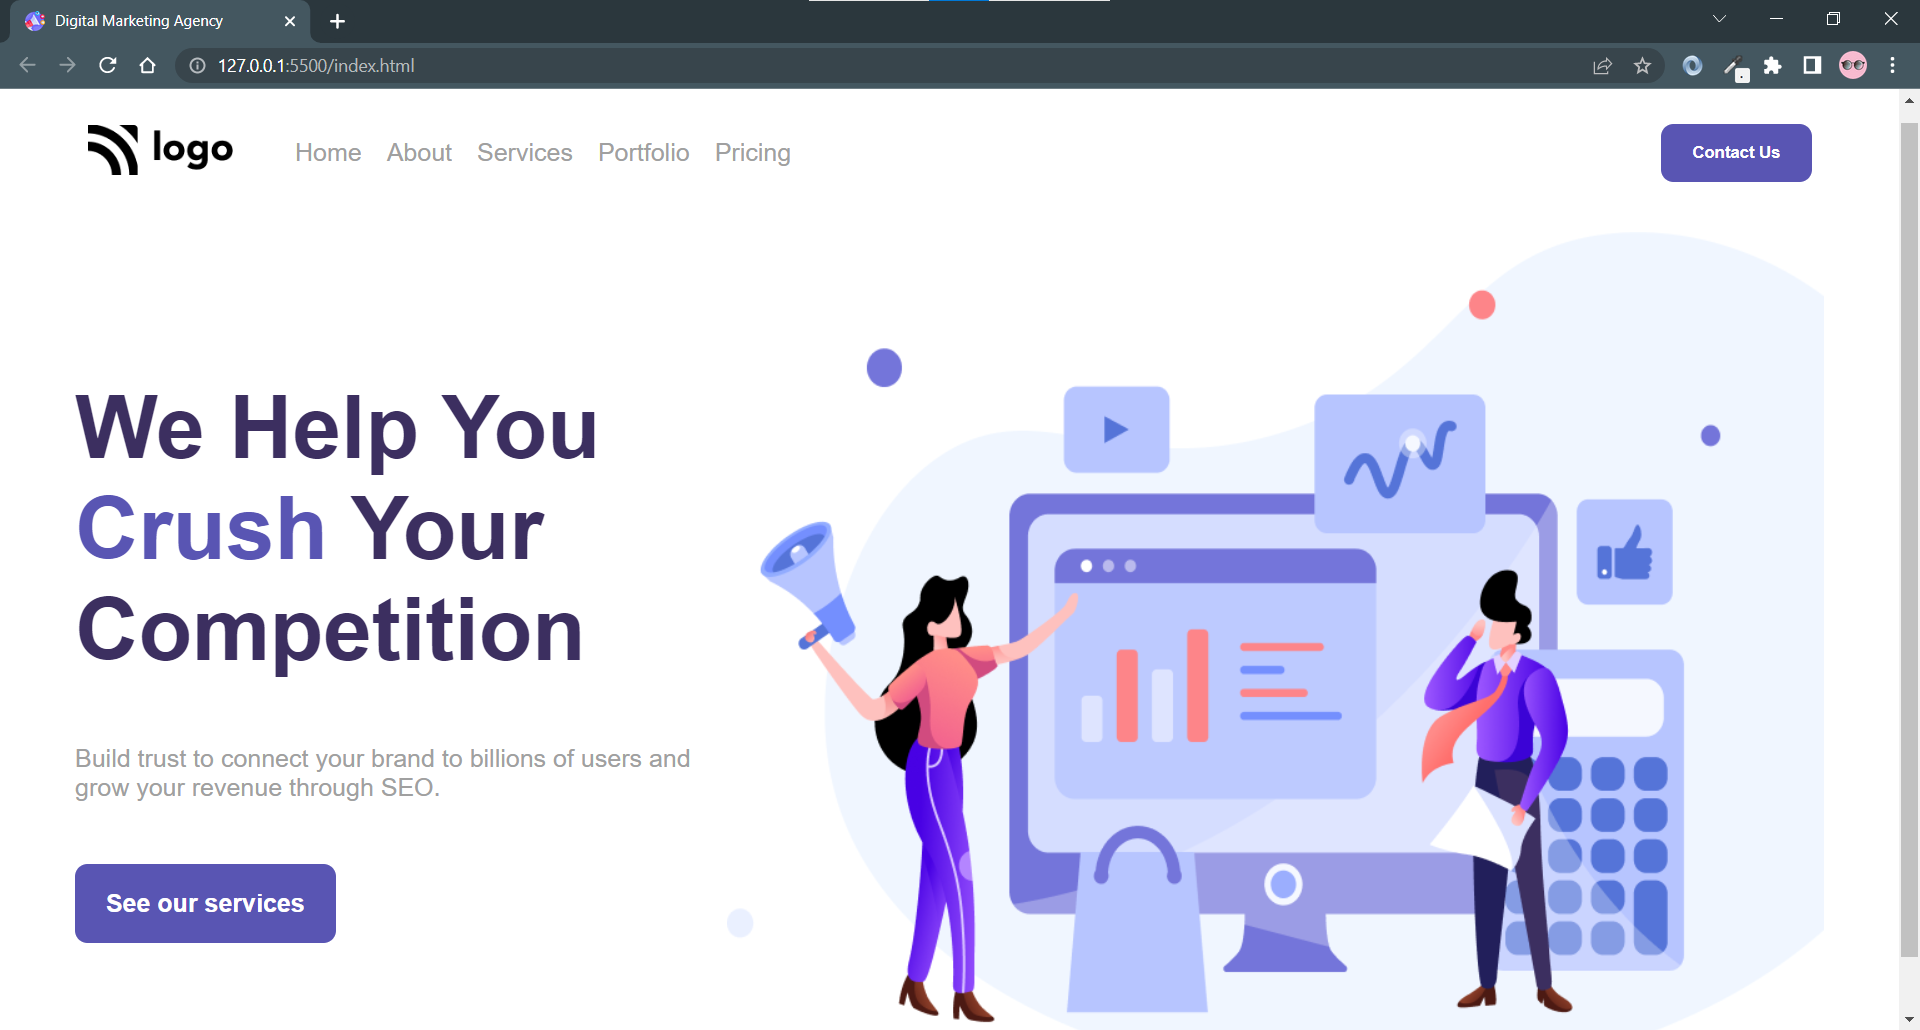 Digital Marketing Agency
127.0.0.1:5500/index.html
logo
Home About Services Portfolio Pricing
Contact Us
We Help You
Crush Your
Competition
Build trust to connect your brand to billions of users and
grow your revenue through SEO.
See our services